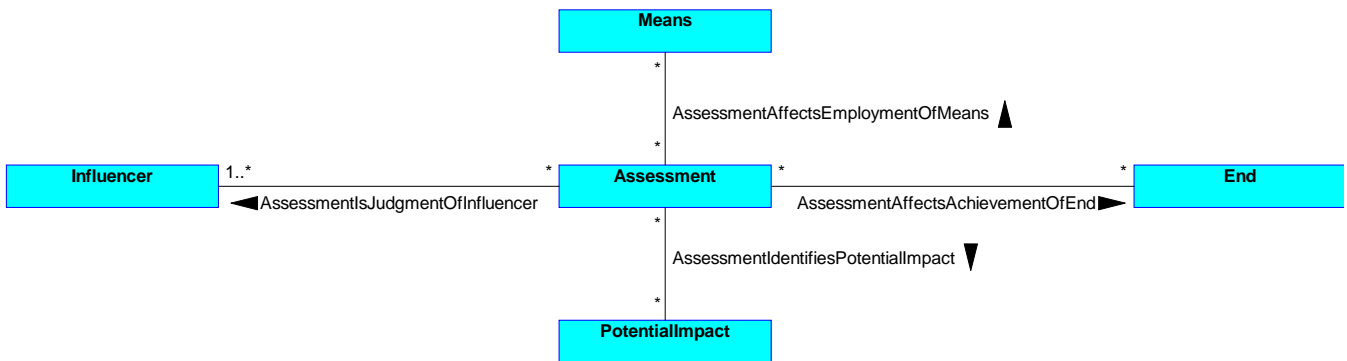 Means
*
AssessmentAffectsEmploymentOfMeans
*
Influencer
1..*
*
Assessment
*
*
End
AssessmentIsJudgmentOfInfluencer
AssessmentAffectsAchievementOfEnd
*
AssessmentIdentifiesPotentialImpact
*
PotentialImpact